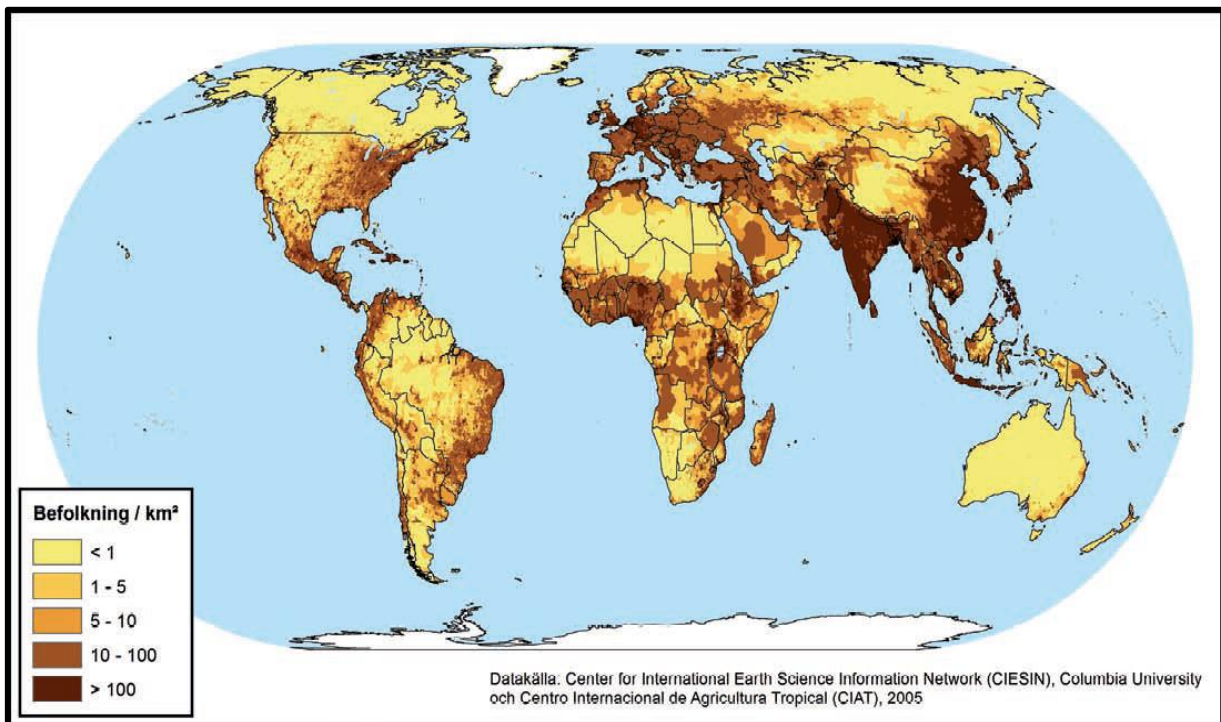 Befolkning / km²
< 1
1 - 5
5 - 10
10 - 100
> 100
Datakälla: Center for International Earth Science Information Network (CIESIN), Columbia University
och Centro Internacional de Agricultura Tropical (CIAT), 2005